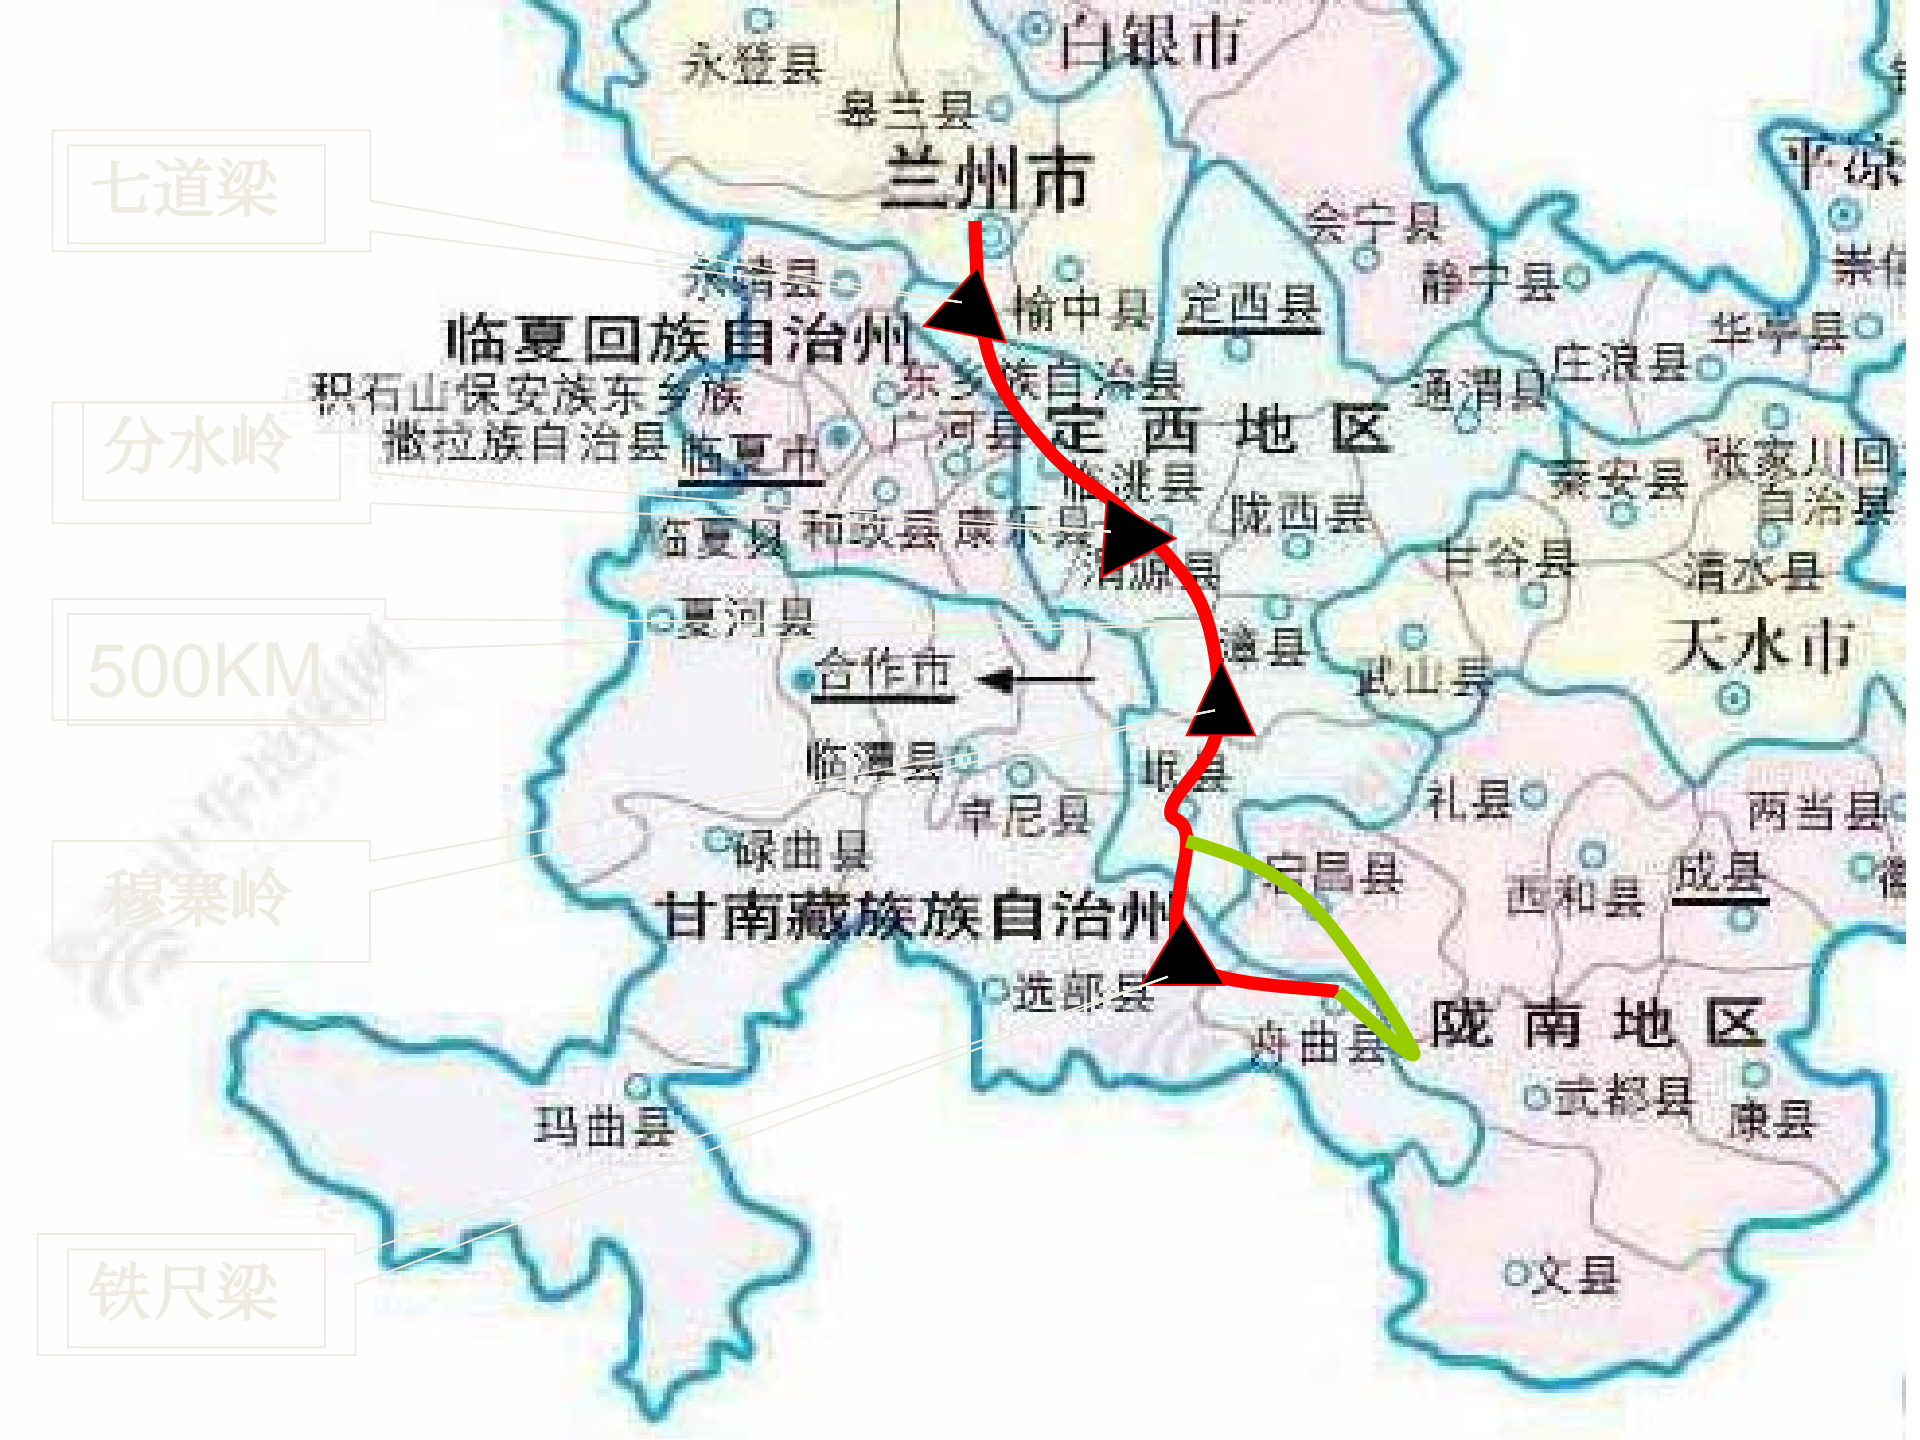 白银市
永登县
皋兰县
兰州市
平凉
七道梁
会宁县
永靖县
静宁县
崇信
榆中县
定西县
华亭县
临夏回族自治州
庄浪县
东乡族自治县
积石山保安族东乡族
撒拉族自治县
通渭县
分水岭
广河县
定西地区
临夏市
张家川回
自治县
秦安县
临洮县
陇西县
临夏县
和政县
康乐县
甘谷县
渭源县
清水县
夏河县
500KM
漳县
天水市
合作市
武山县
临潭县
岷县
卓尼县
礼县
两当县
碌曲县
宕昌县
西和县
成县
穆寨岭
甘南藏族族自治州
选部县
舟曲县
陇南地区
武都县
康县
玛曲县
文县
铁尺梁